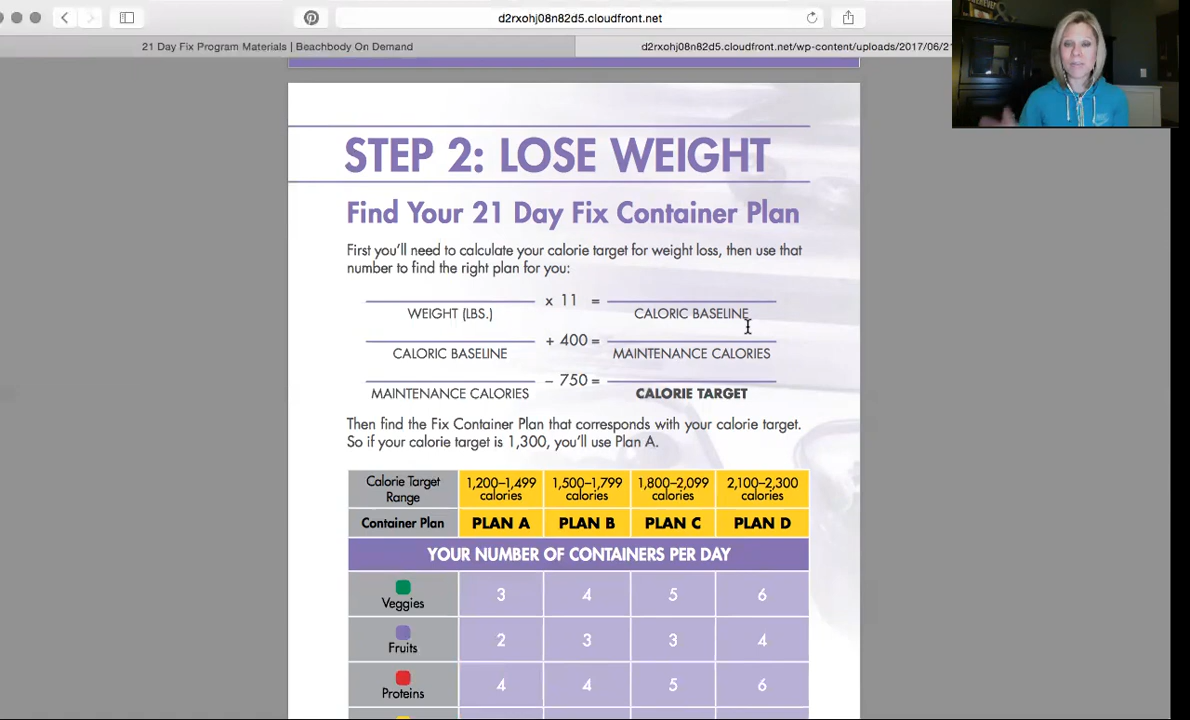 d2rxohj08n82d5.cloudfront.net
21 Day Fix Program Materials | Beachbody On Demand
d2rxohj08n82d5.cloudfront.net/wp-content/uploads/2017/06/21
STEP 2: LOSE WEIGHT
Find Your 21 Day Fix Container Plan
First you'll need to calculate your calorie target for weight loss, then use that
number to find the right plan for you:
x 11 =
WEIGHT (LBS.) CALORIC BASELINE
+ 400 =
CALORIC BASELINE MAINTENANCE CALORIES
– 750 =
MAINTENANCE CALORIES CALORIE TARGET
Then find the Fix Container Plan that corresponds with your calorie target.
So if your calorie target is 1,300, you'll use Plan A.
Calorie Target Range 1,200–1,499 calories 1,500–1,799 calories 1,800–2,099 calories 2,100–2,300 calories
Container Plan PLAN A PLAN B PLAN C PLAN D
YOUR NUMBER OF CONTAINERS PER DAY
Veggies 3 4 5 6
Fruits 2 3 3 4
Proteins 4 4 5 6